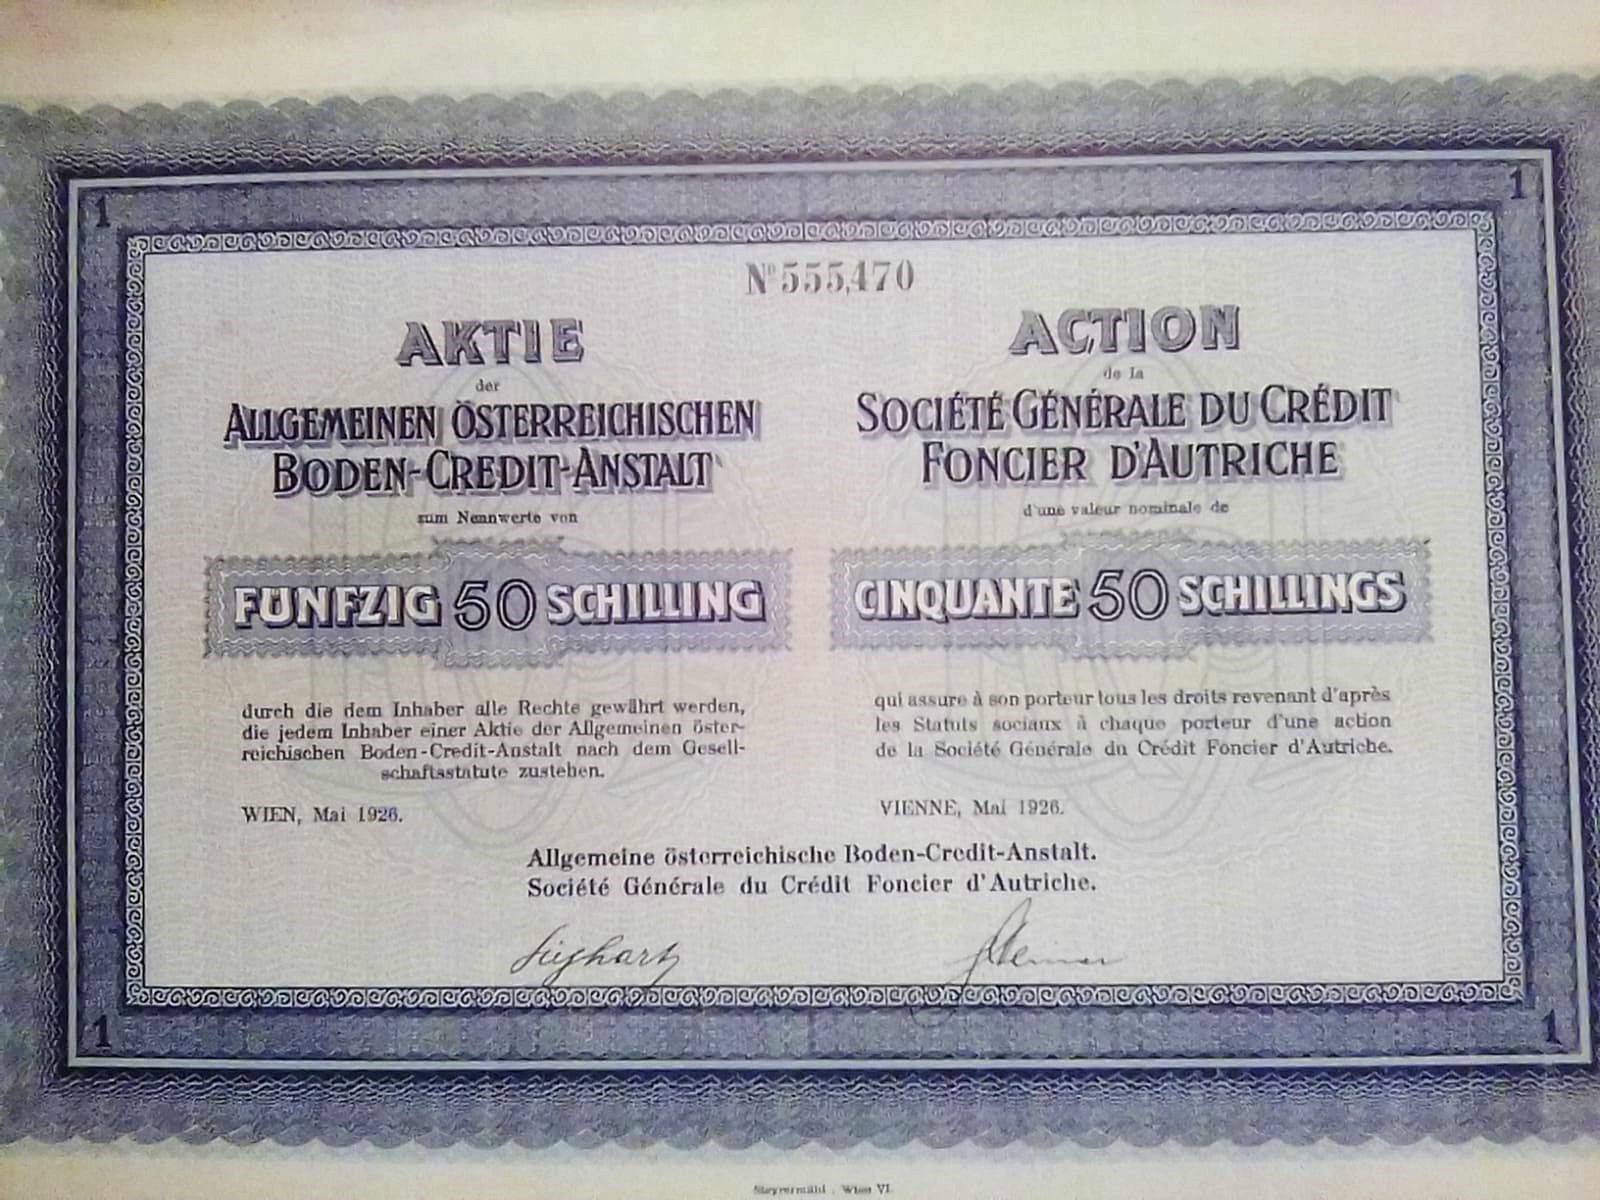 1
1
Nº 555,470
AKTIE
der
ALLGEMEINEN ÖSTERREICHISCHEN
BODEN-CREDIT-ANSTALT
zum Nennwerte von
FÜNFZIG 50 SCHILLING
durch die dem Inhaber alle Rechte gewährt werden,
die jedem Inhaber einer Aktie der Allgemeinen öster-
reichischen Boden-Credit-Anstalt nach dem Gesell-
schaftsstatute zustehen.
WIEN, Mai 1926.
ACTION
de la
SOCIÉTÉ GÉNÉRALE DU CRÉDIT
FONCIER D'AUTRICHE
d'une valeur nominale de
CINQUANTE 50 SCHILLINGS
qui assure à son porteur tous les droits revenant d'après
les Statuts sociaux à chaque porteur d'une action
de la Société Générale du Crédit Foncier d'Autriche.
VIENNE, Mai 1926.
Allgemeine österreichische Boden-Credit-Anstalt.
Société Générale du Crédit Foncier d'Autriche.
Sieghart
1
1
Steyrermühl, Wien VI.